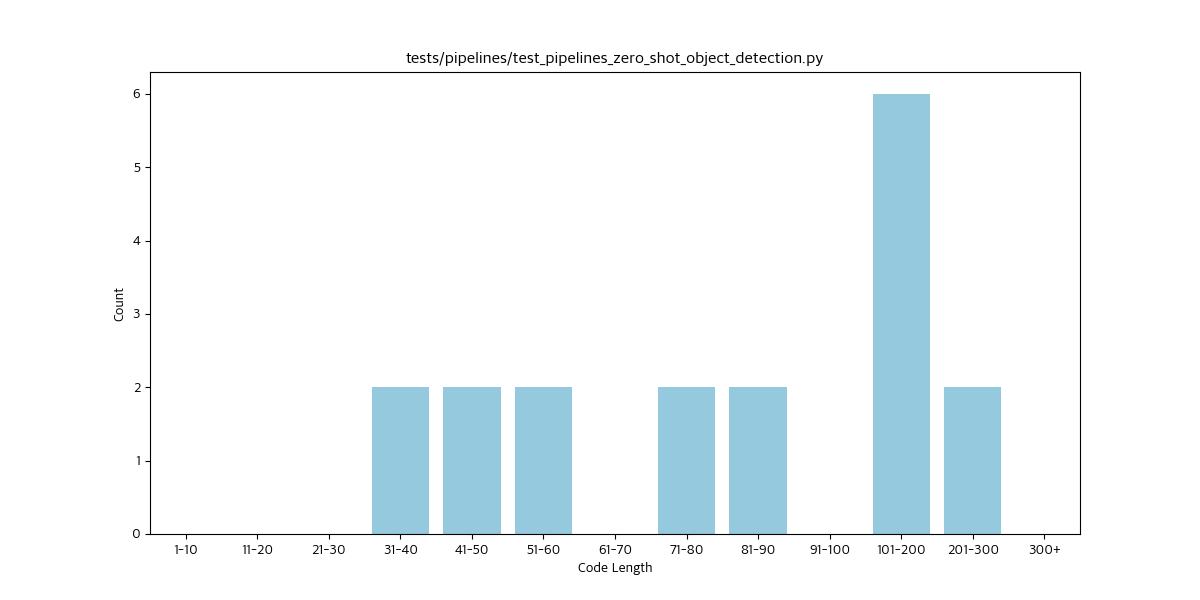 tests/pipelines/test_pipelines_zero_shot_object_detection.py
6
5
4
3
2
1
0
Count
1-10 11-20 21-30 31-40 41-50 51-60 61-70 71-80 81-90 91-100 101-200 201-300 300+
Code Length